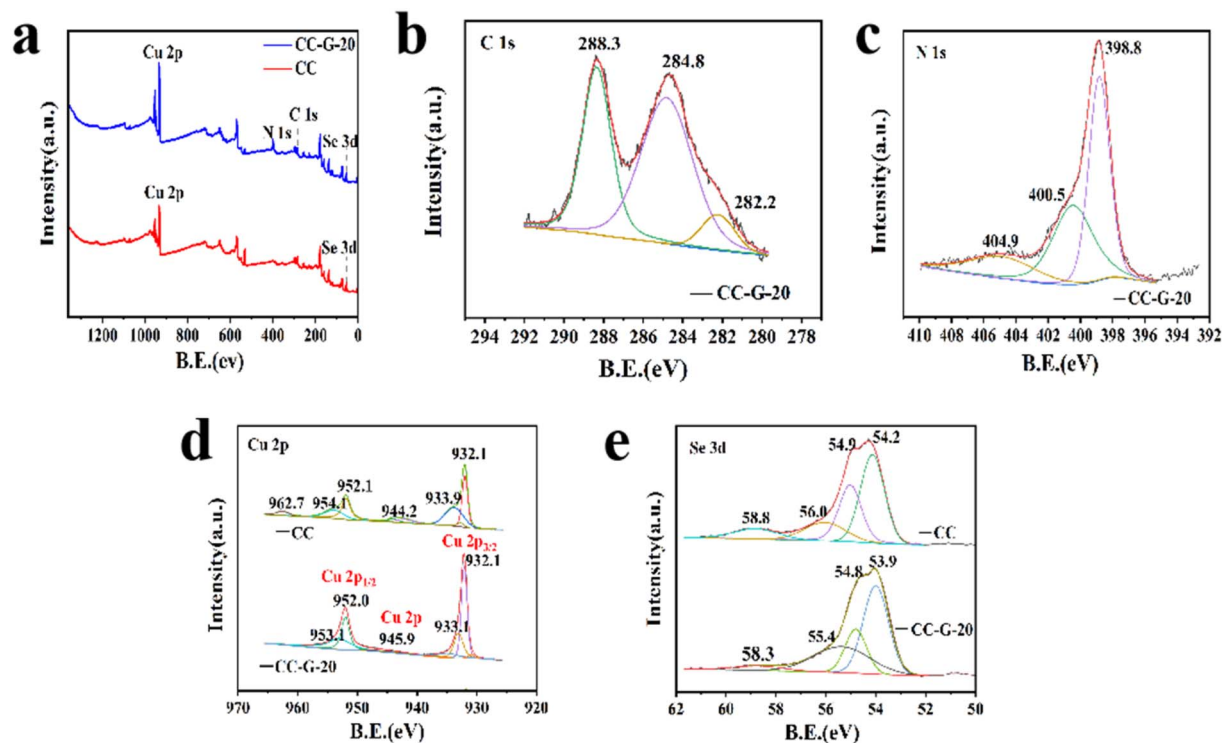 a
CC-G-20
CC
Cu 2p
N 1s
C 1s
Se 3d
Cu 2p
Se 3d
Intensity(a.u.)
1200 1000 800 600 400 200 0
B.E.(ev)
b
C 1s
288.3
284.8
282.2
CC-G-20
Intensity(a.u.)
294 292 290 288 286 284 282 280 278
B.E.(eV)
c
N 1s
398.8
400.5
404.9
CC-G-20
Intensity(a.u.)
410 408 406 404 402 400 398 396 394 392
B.E.(eV)
d
Cu 2p
932.1
962.7
954.1
952.1
944.2
933.9
CC
Cu 2p3/2
932.1
Cu 2p1/2
952.0
Cu 2p
953.1
945.9
933.1
CC-G-20
Intensity(a.u.)
970 960 950 940 930 920
B.E.(eV)
e
Se 3d
54.9
54.2
58.8
56.0
CC
54.8
53.9
55.4
58.3
CC-G-20
Intensity(a.u.)
62 60 58 56 54 52 50
B.E.(eV)